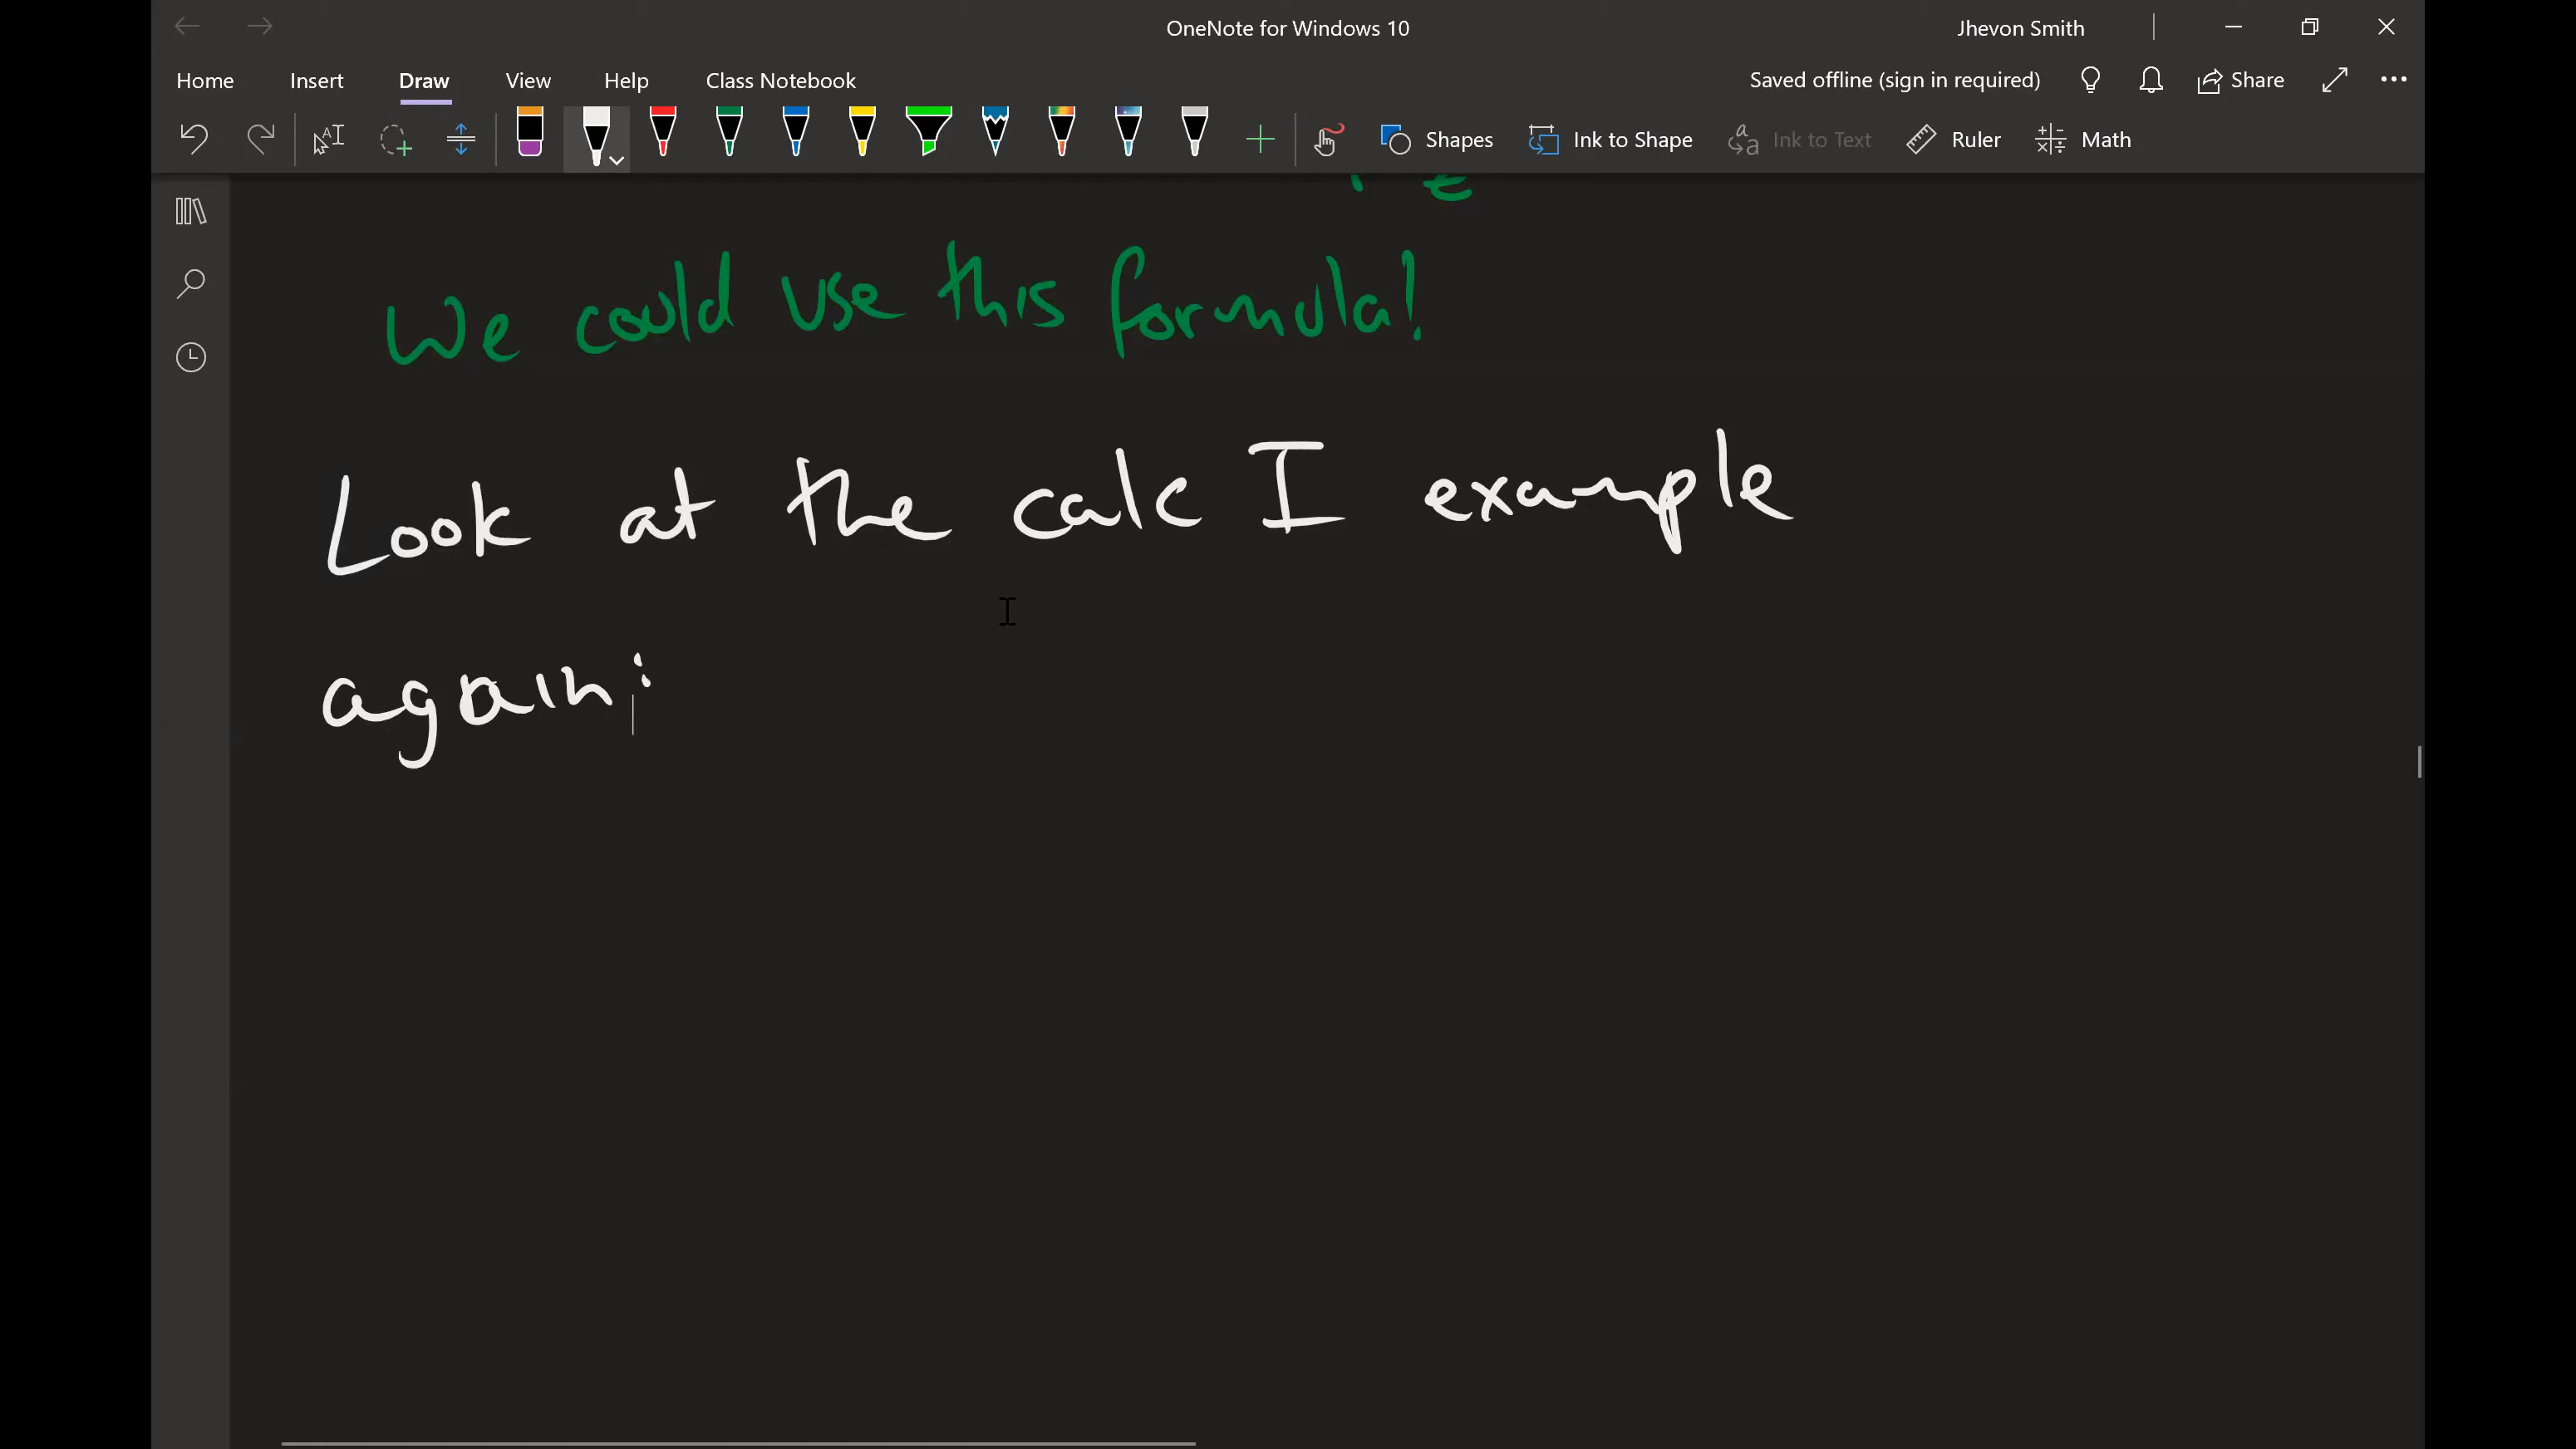 OneNote for Windows 10
Jhevon Smith
Home Insert Draw View Help Class Notebook
Saved offline (sign in required) Share
Shapes Ink to Shape Ink to Text Ruler Math
We could use this formula!
Look at the calc I example
again: